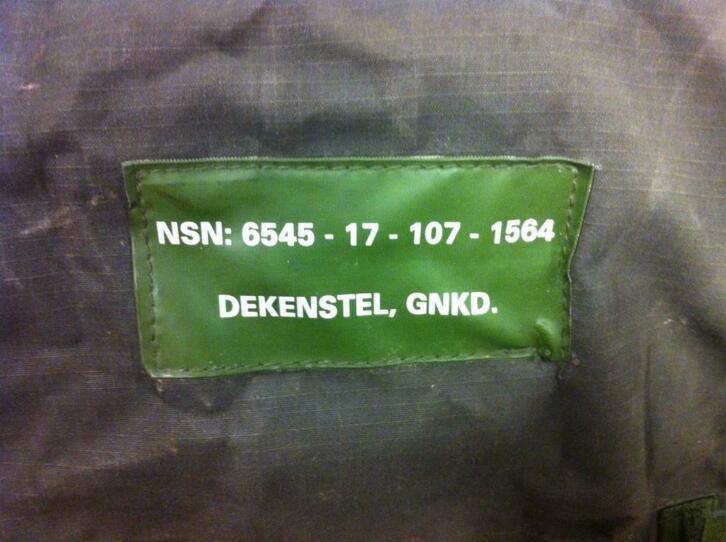 NSN: 6545 - 17 - 107 - 1564
DEKENSTEL, GNKD.